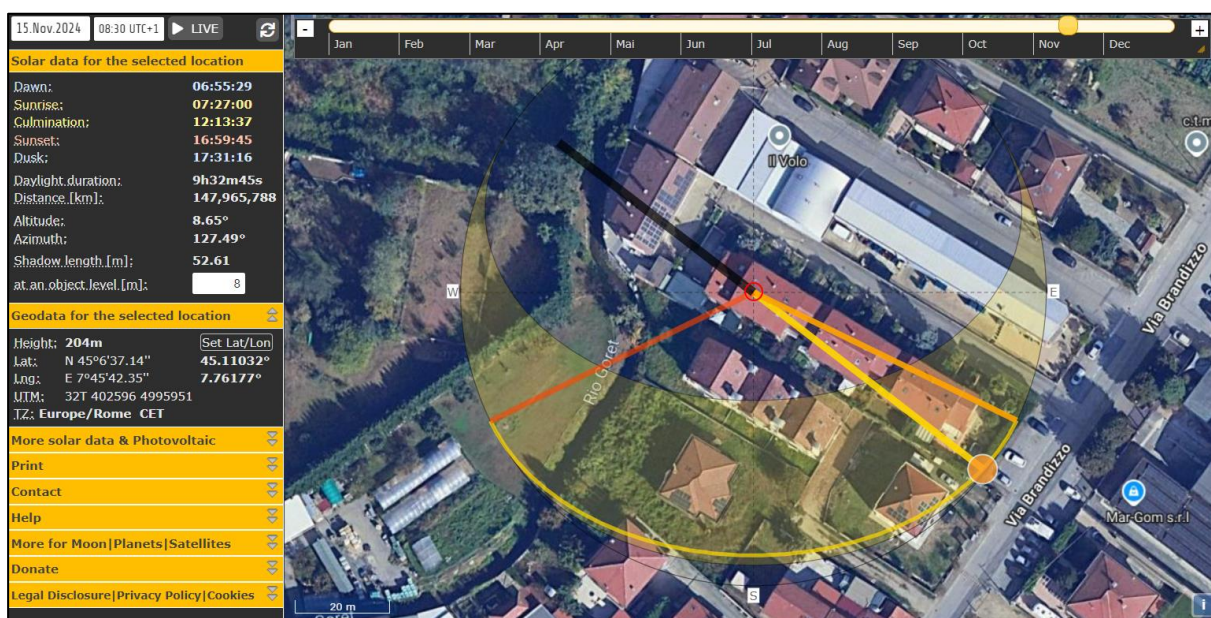 15.Nov.2024 08:30 UTC+1 LIVE
Solar data for the selected location
Dawn: 06:55:29
Sunrise: 07:27:00
Culmination: 12:13:37
Sunset: 16:59:45
Dusk: 17:31:16
Daylight duration: 9h32m45s
Distance [km]: 147,965,788
Altitude: 8.65°
Azimuth: 127.49°
Shadow length [m]: 52.61
at an object level [m]: 8
Geodata for the selected location
Height: 204m Set Lat/Lon
Lat: N 45°6'37.14'' 45.11032°
Lng: E 7°45'42.35'' 7.76177°
UTM: 32T 402596 4995951
TZ: Europe/Rome CET
More solar data & Photovoltaic
Print
Contact
Help
More for Moon|Planets|Satellites
Donate
Legal Disclosure|Privacy Policy|Cookies
- +
Jan Feb Mar Apr Mai Jun Jul Aug Sep Oct Nov Dec
c.t.m
Il Volo
Via Brandizzo
W
E
Rio Goret
Via Brandizzo
Mar-Gom s.r.l
S
20 m
i